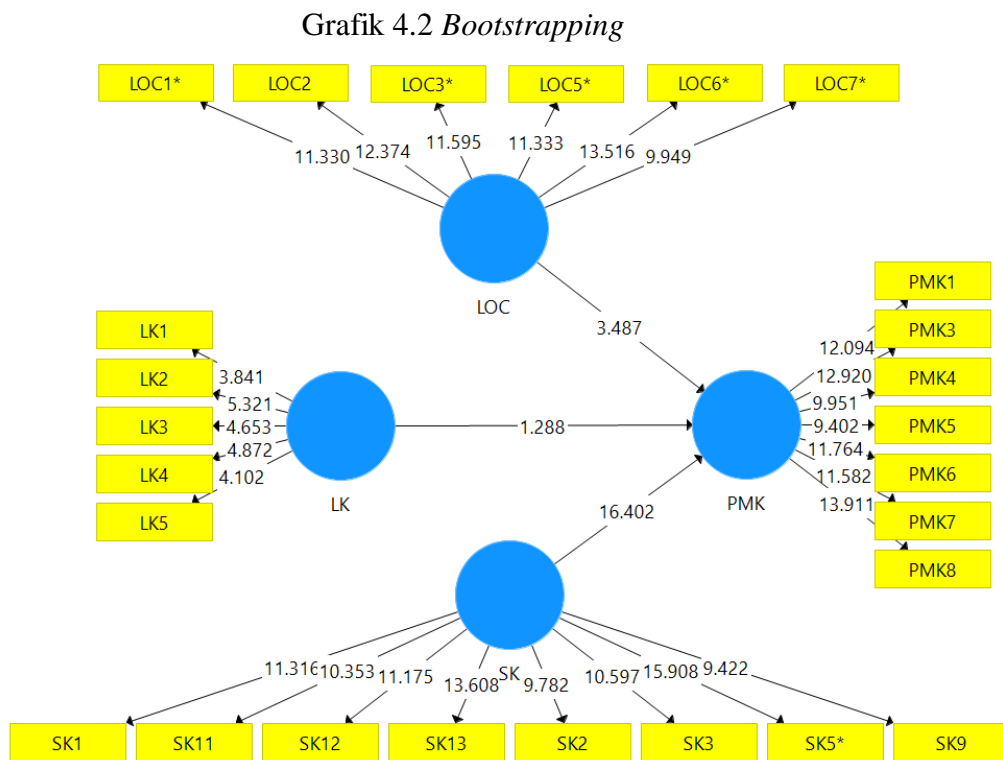 Grafik 4.2 Bootstrapping
LOC1* LOC2 LOC3* LOC5* LOC6* LOC7*
11.330 12.374 11.595 11.333 13.516 9.949
LOC
3.487
LK1
LK2
LK3
LK4
LK5
3.841
5.321
4.653
4.872
4.102
LK
1.288
PMK
12.094
12.920
9.951
9.402
11.764
11.582
13.911
PMK1
PMK3
PMK4
PMK5
PMK6
PMK7
PMK8
16.402
SK
11.316 10.353 11.175 13.608 9.782 10.597 15.908 9.422
SK1 SK11 SK12 SK13 SK2 SK3 SK5* SK9